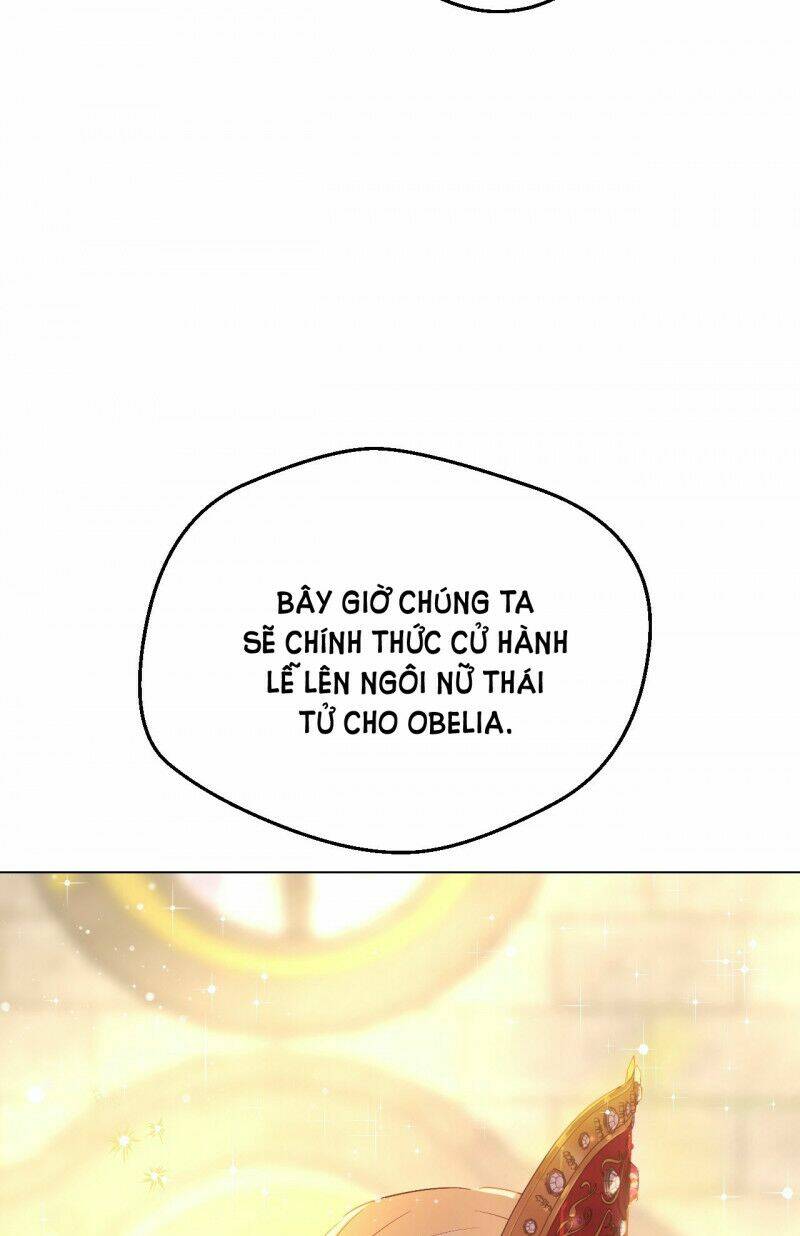 BÂY GIỜ CHÚNG TA
SẼ CHÍNH THỨC CỬ HÀNH
LỄ LÊN NGÔI NỮ THÁI
TỬ CHO OBELIA.